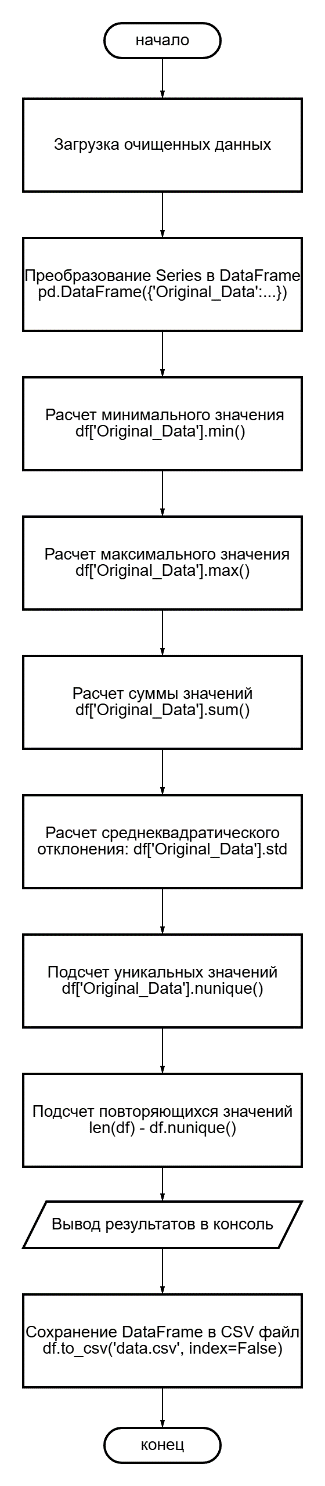 начало
Загрузка очищенных данных
Преобразование Series в DataFrame
pd.DataFrame({'Original_Data':...})
Расчет минимального значения
df['Original_Data'].min()
Расчет максимального значения
df['Original_Data'].max()
Расчет суммы значений
df['Original_Data'].sum()
Расчет среднеквадратического
отклонения: df['Original_Data'].std
Подсчет уникальных значений
df['Original_Data'].nunique()
Подсчет повторяющихся значений
len(df) - df.nunique()
Вывод результатов в консоль
Сохранение DataFrame в CSV файл
df.to_csv('data.csv', index=False)
конец